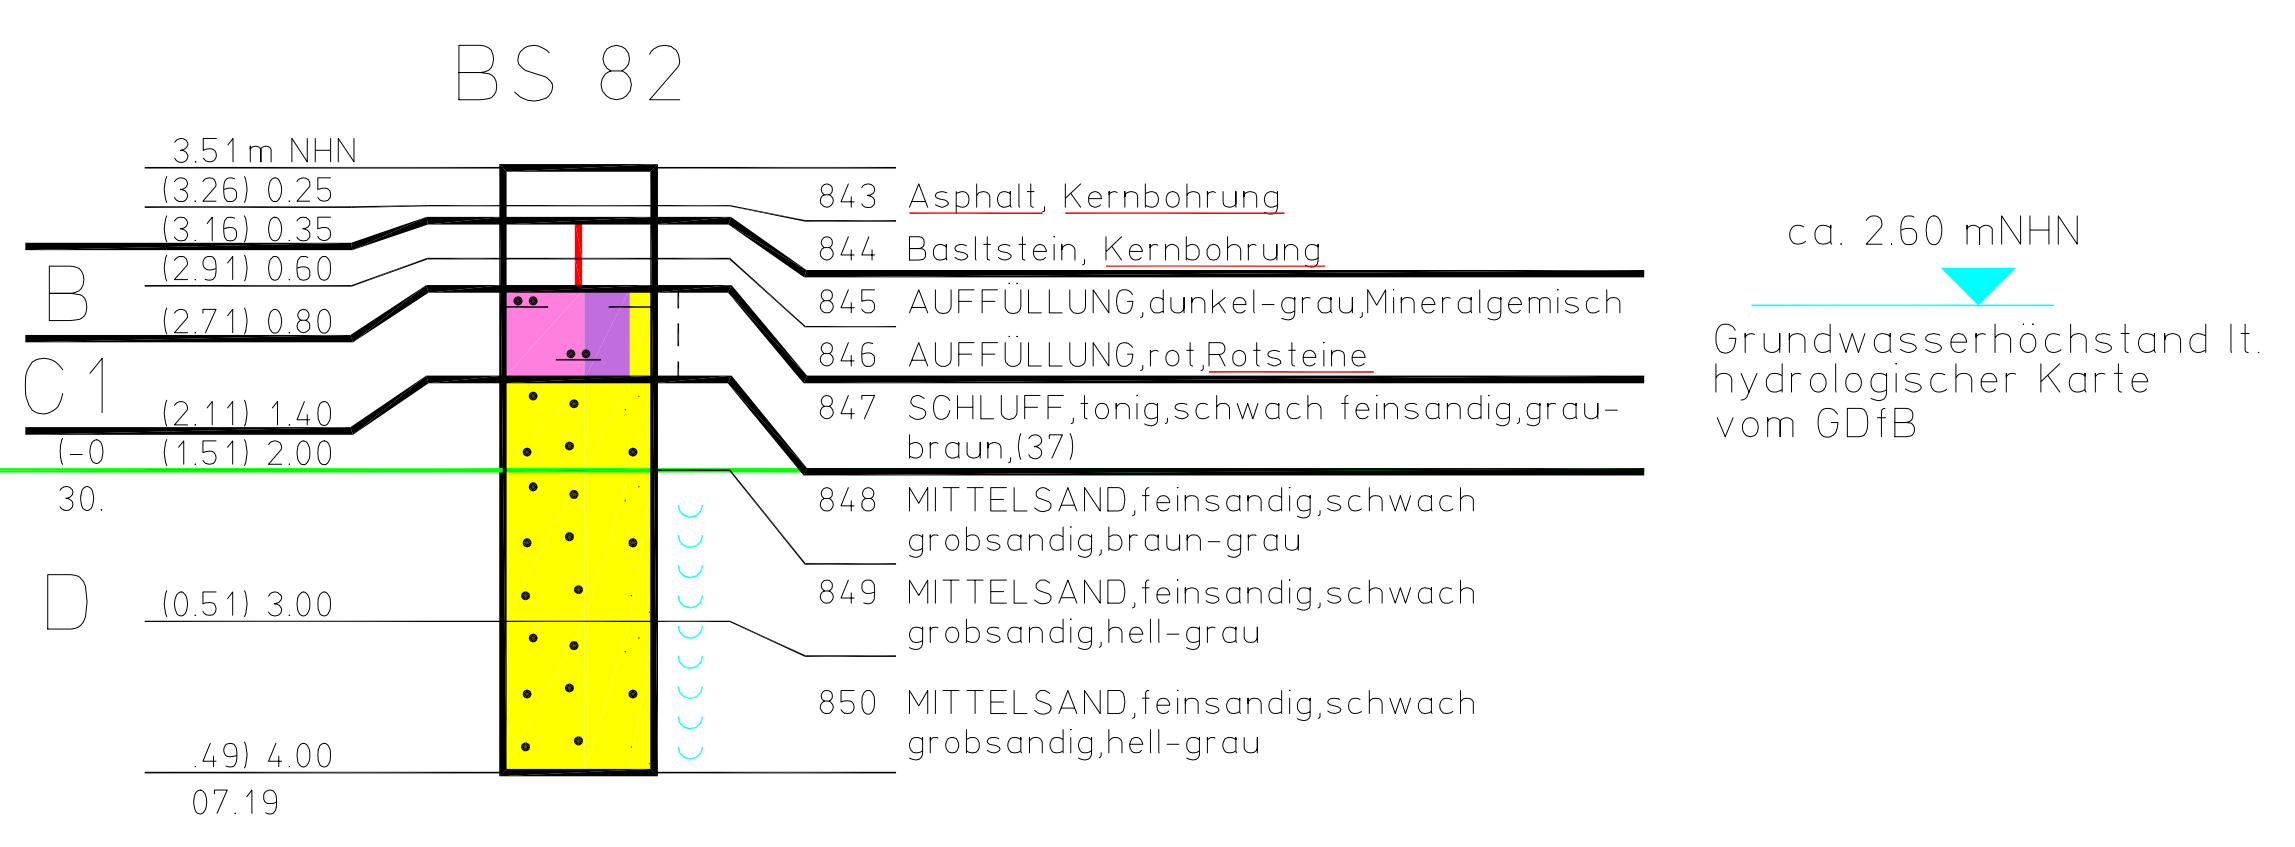 BS 82
3.51m NHN
(3.26) 0.25
(3.16) 0.35
B
(2.91) 0.60
(2.71) 0.80
C1
(2.11) 1.40
(-0 (1.51) 2.00
30.
D
(0.51) 3.00
.49) 4.00
07.19
843 Asphalt, Kernbohrung
844 Basltstein, Kernbohrung
845 AUFFÜLLUNG,dunkel-grau,Mineralgemisch
846 AUFFÜLLUNG,rot,Rotsteine
847 SCHLUFF,tonig,schwach feinsandig,grau-
braun,(37)
848 MITTELSAND,feinsandig,schwach
grobsandig,braun-grau
849 MITTELSAND,feinsandig,schwach
grobsandig,hell-grau
850 MITTELSAND,feinsandig,schwach
grobsandig,hell-grau
ca. 2.60 mNHN
Grundwasserhöchstand lt.
hydrologischer Karte
vom GDfB